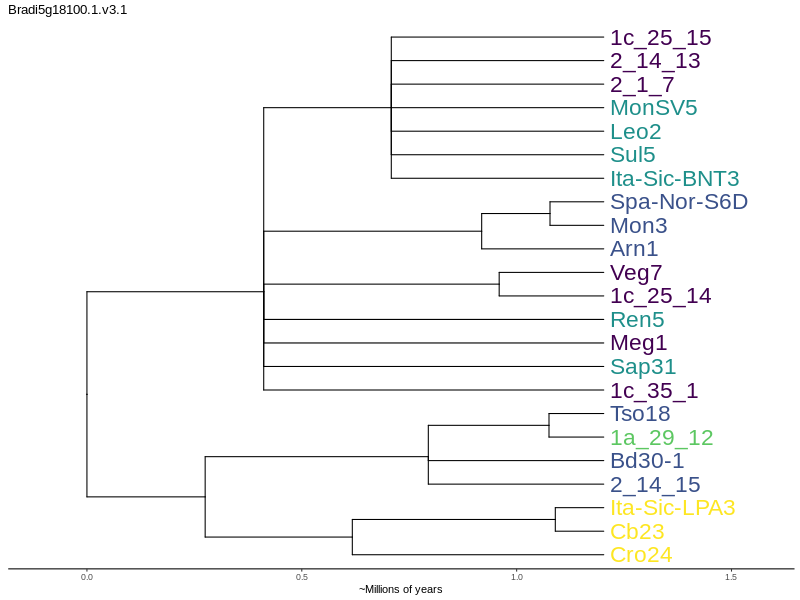 Bradi5g18100.1.v3.1
1c_25_15
2_14_13
2_1_7
MonSV5
Leo2
Sul5
Ita-Sic-BNT3
Spa-Nor-S6D
Mon3
Arn1
Veg7
1c_25_14
Ren5
Meg1
Sap31
1c_35_1
Tso18
1a_29_12
Bd30-1
2_14_15
Ita-Sic-LPA3
Cb23
Cro24
0.0 0.5 1.0 1.5
~Millions of years